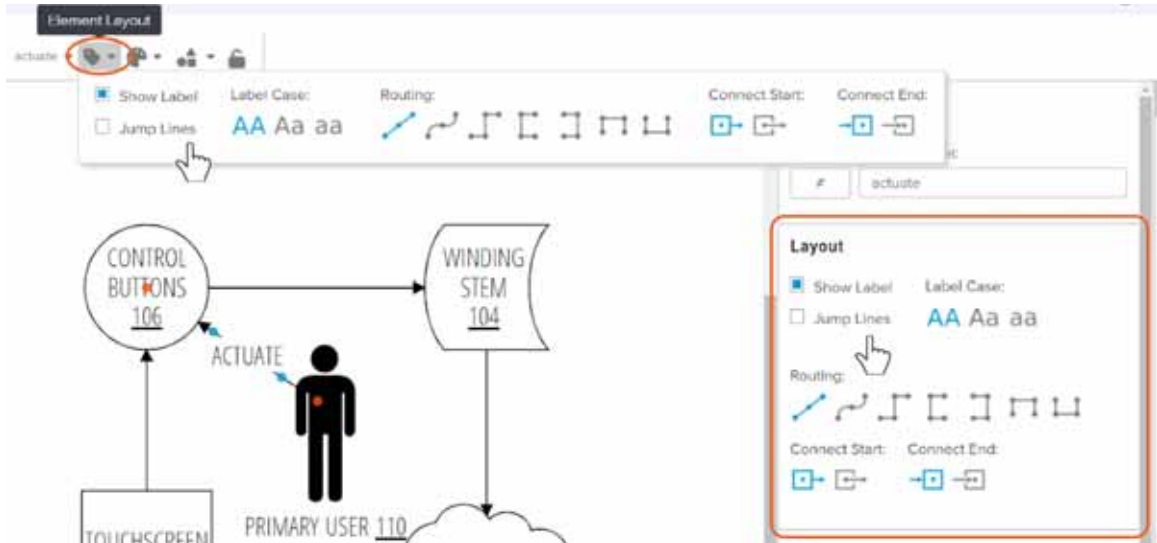 Element Layout
actuate
Show Label
Label Case:
Routing:
Connect Start:
Connect End:
Jump Lines
AA Aa aa
#
actuate
Layout
Show Label
Label Case:
Jump Lines
AA Aa aa
Routing:
Connect Start:
Connect End:
CONTROL
BUTTONS
106
WINDING
STEM
104
ACTUATE
PRIMARY USER 110
TOUCHSCREEN